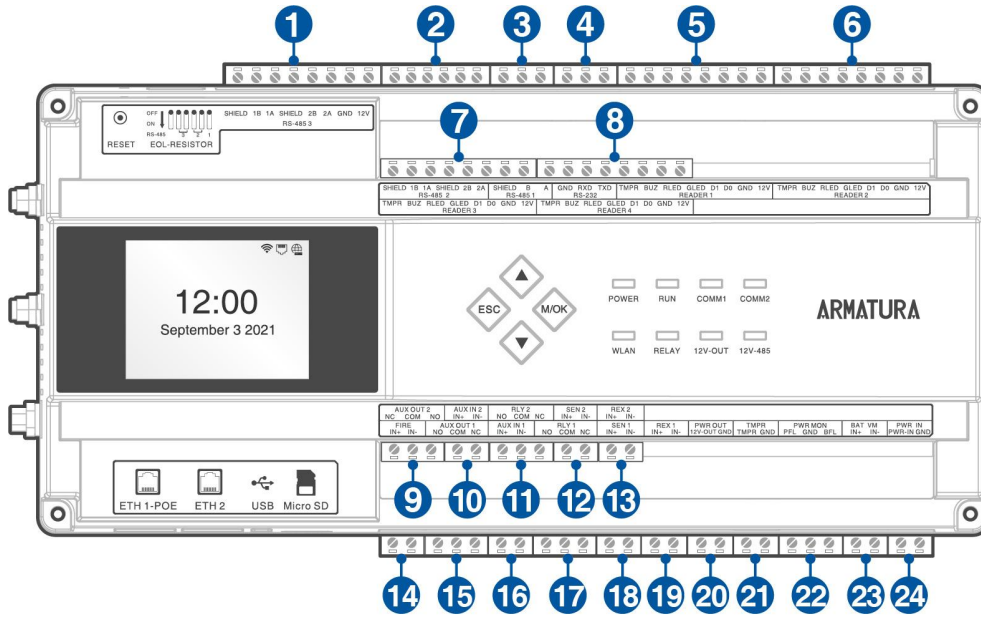 1 2 3 4 5 6
OFF
ON
RS-485 3 2 1
RESET EOL-RESISTOR
SHIELD 1B 1A SHIELD 2B 2A GND 12V
RS-485 3
7 8
SHIELD 1B 1A SHIELD 2B 2A SHIELD B A GND RXD TXD TMPR BUZ RLED GLED D1 D0 GND 12V TMPR BUZ RLED GLED D1 D0 GND 12V
RS-485 2 RS-485 1 RS-232 READER 1 READER 2
TMPR BUZ RLED GLED D1 D0 GND 12V TMPR BUZ RLED GLED D1 D0 GND 12V
READER 3 READER 4
12:00
September 3 2021
ESC M/OK
POWER RUN COMM1 COMM2
WLAN RELAY 12V-OUT 12V-485
ARMATURA
AUX OUT 2 AUX IN 2 RLY 2 SEN 2 REX 2
NC COM NO IN+ IN- NO COM NC IN+ IN- IN+ IN-
FIRE AUX OUT 1 AUX IN 1 RLY 1 SEN 1 REX 1 PWR OUT TMPR PWR MON BAT VM PWR IN
IN+ IN- NO COM NC IN+ IN- NO COM NC IN+ IN- IN+ IN- 12V-OUT GND TMPR GND PFL GND BFL IN+ IN- PWR-IN GND
9 10 11 12 13
ETH 1-POE ETH 2 USB Micro SD
14 15 16 17 18 19 20 21 22 23 24